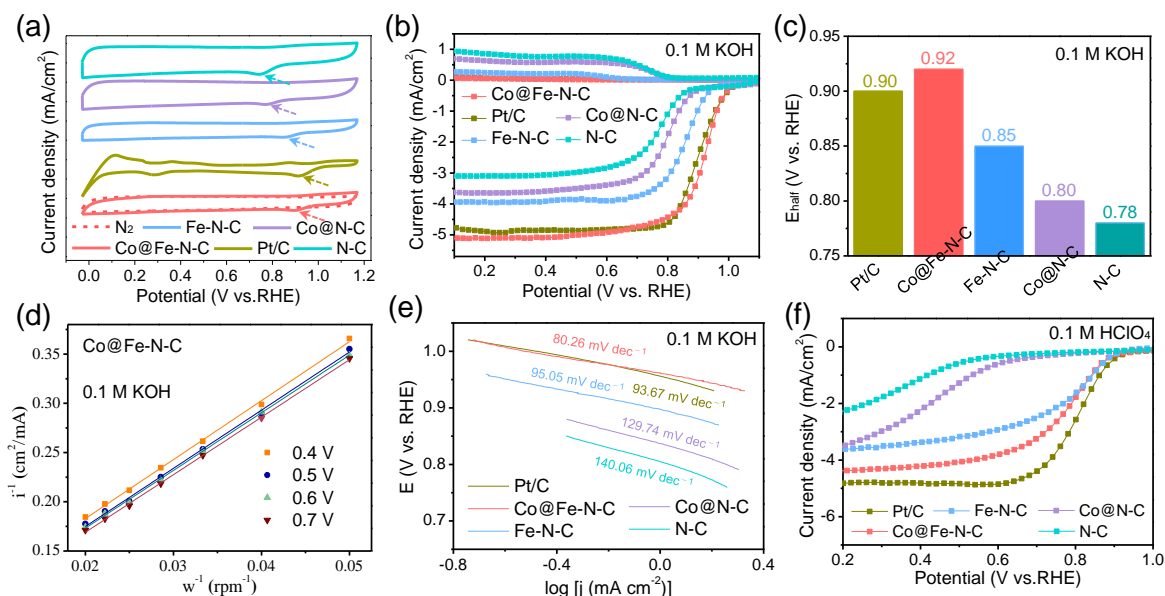 (a)
Current density (mA/cm²)
N₂ Fe-N-C Co@N-C
Co@Fe-N-C Pt/C N-C
0.0 0.2 0.4 0.6 0.8 1.0 1.2
Potential (V vs.RHE)
(b)
0.1 M KOH
Current density (mA/cm²)
1
0
-1
-2
-3
-4
-5
Co@Fe-N-C
Pt/C Co@N-C
Fe-N-C N-C
0.2 0.4 0.6 0.8 1.0
Potential (V vs. RHE)
(c)
0.1 M KOH
E_half (V vs. RHE)
0.95
0.90
0.85
0.80
0.75
0.90
0.92
0.85
0.80
0.78
Pt/C
Co@Fe-N-C
Fe-N-C
Co@N-C
N-C
(d)
Co@Fe-N-C
0.1 M KOH
i⁻¹ (cm²/mA)
0.35
0.30
0.25
0.20
0.15
0.4 V
0.5 V
0.6 V
0.7 V
0.02 0.03 0.04 0.05
w⁻¹ (rpm⁻¹)
(e)
0.1 M KOH
E (V vs. RHE)
1.0
0.9
0.8
0.7
80.26 mV dec⁻¹
95.05 mV dec⁻¹
93.67 mV dec⁻¹
129.74 mV dec⁻¹
140.06 mV dec⁻¹
Pt/C
Co@Fe-N-C Co@N-C
Fe-N-C N-C
-0.8 -0.4 0.0 0.4
log [j (mA cm⁻²)]
(f)
0.1 M HClO₄
Current density (mA/cm²)
0
-2
-4
-6
Pt/C Fe-N-C Co@N-C
Co@Fe-N-C N-C
0.2 0.4 0.6 0.8 1.0
Potential (V vs.RHE)